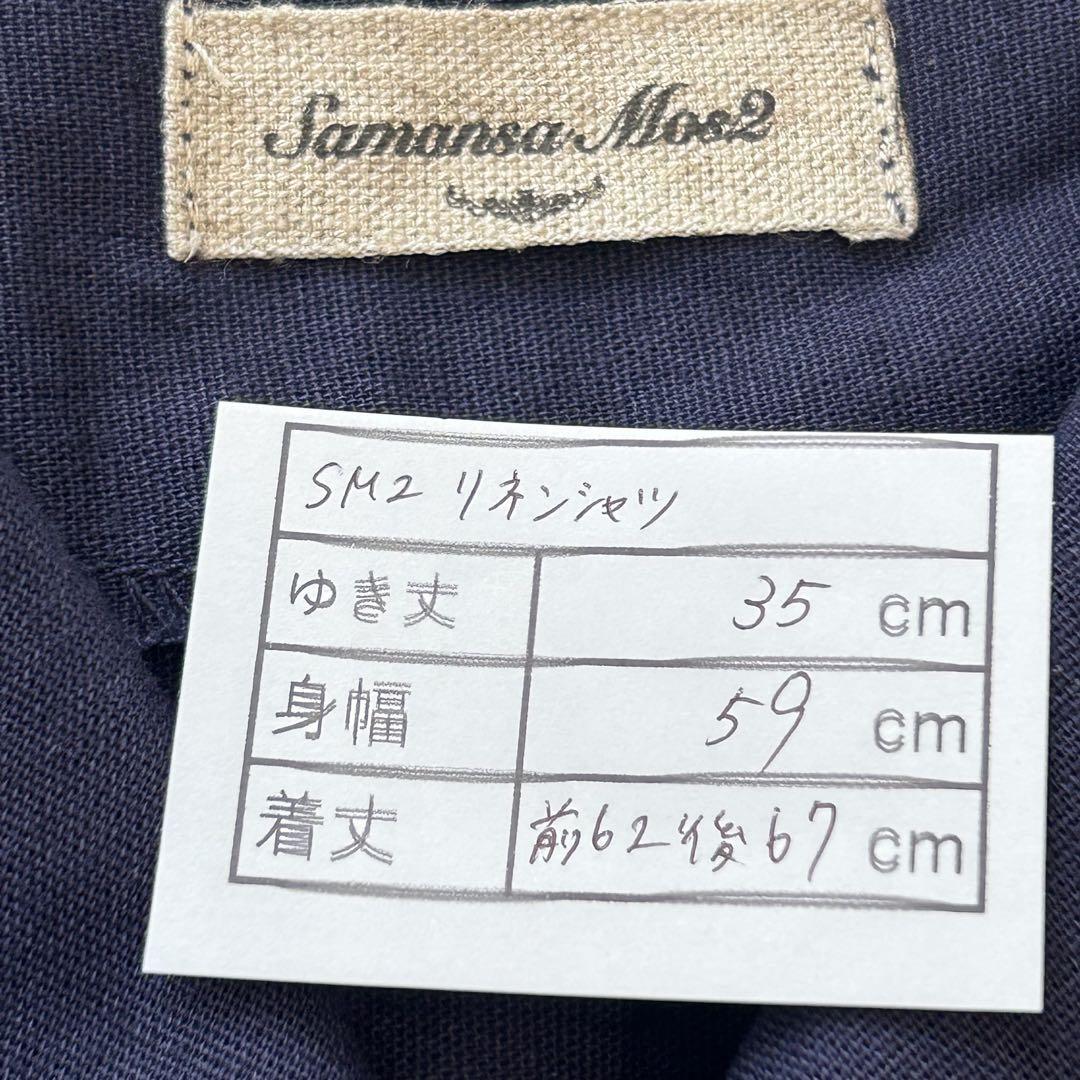 Samansa Mos2
SM2 リネンシャツ
ゆき丈 35 cm
身幅 59 cm
着丈 前62後67 cm